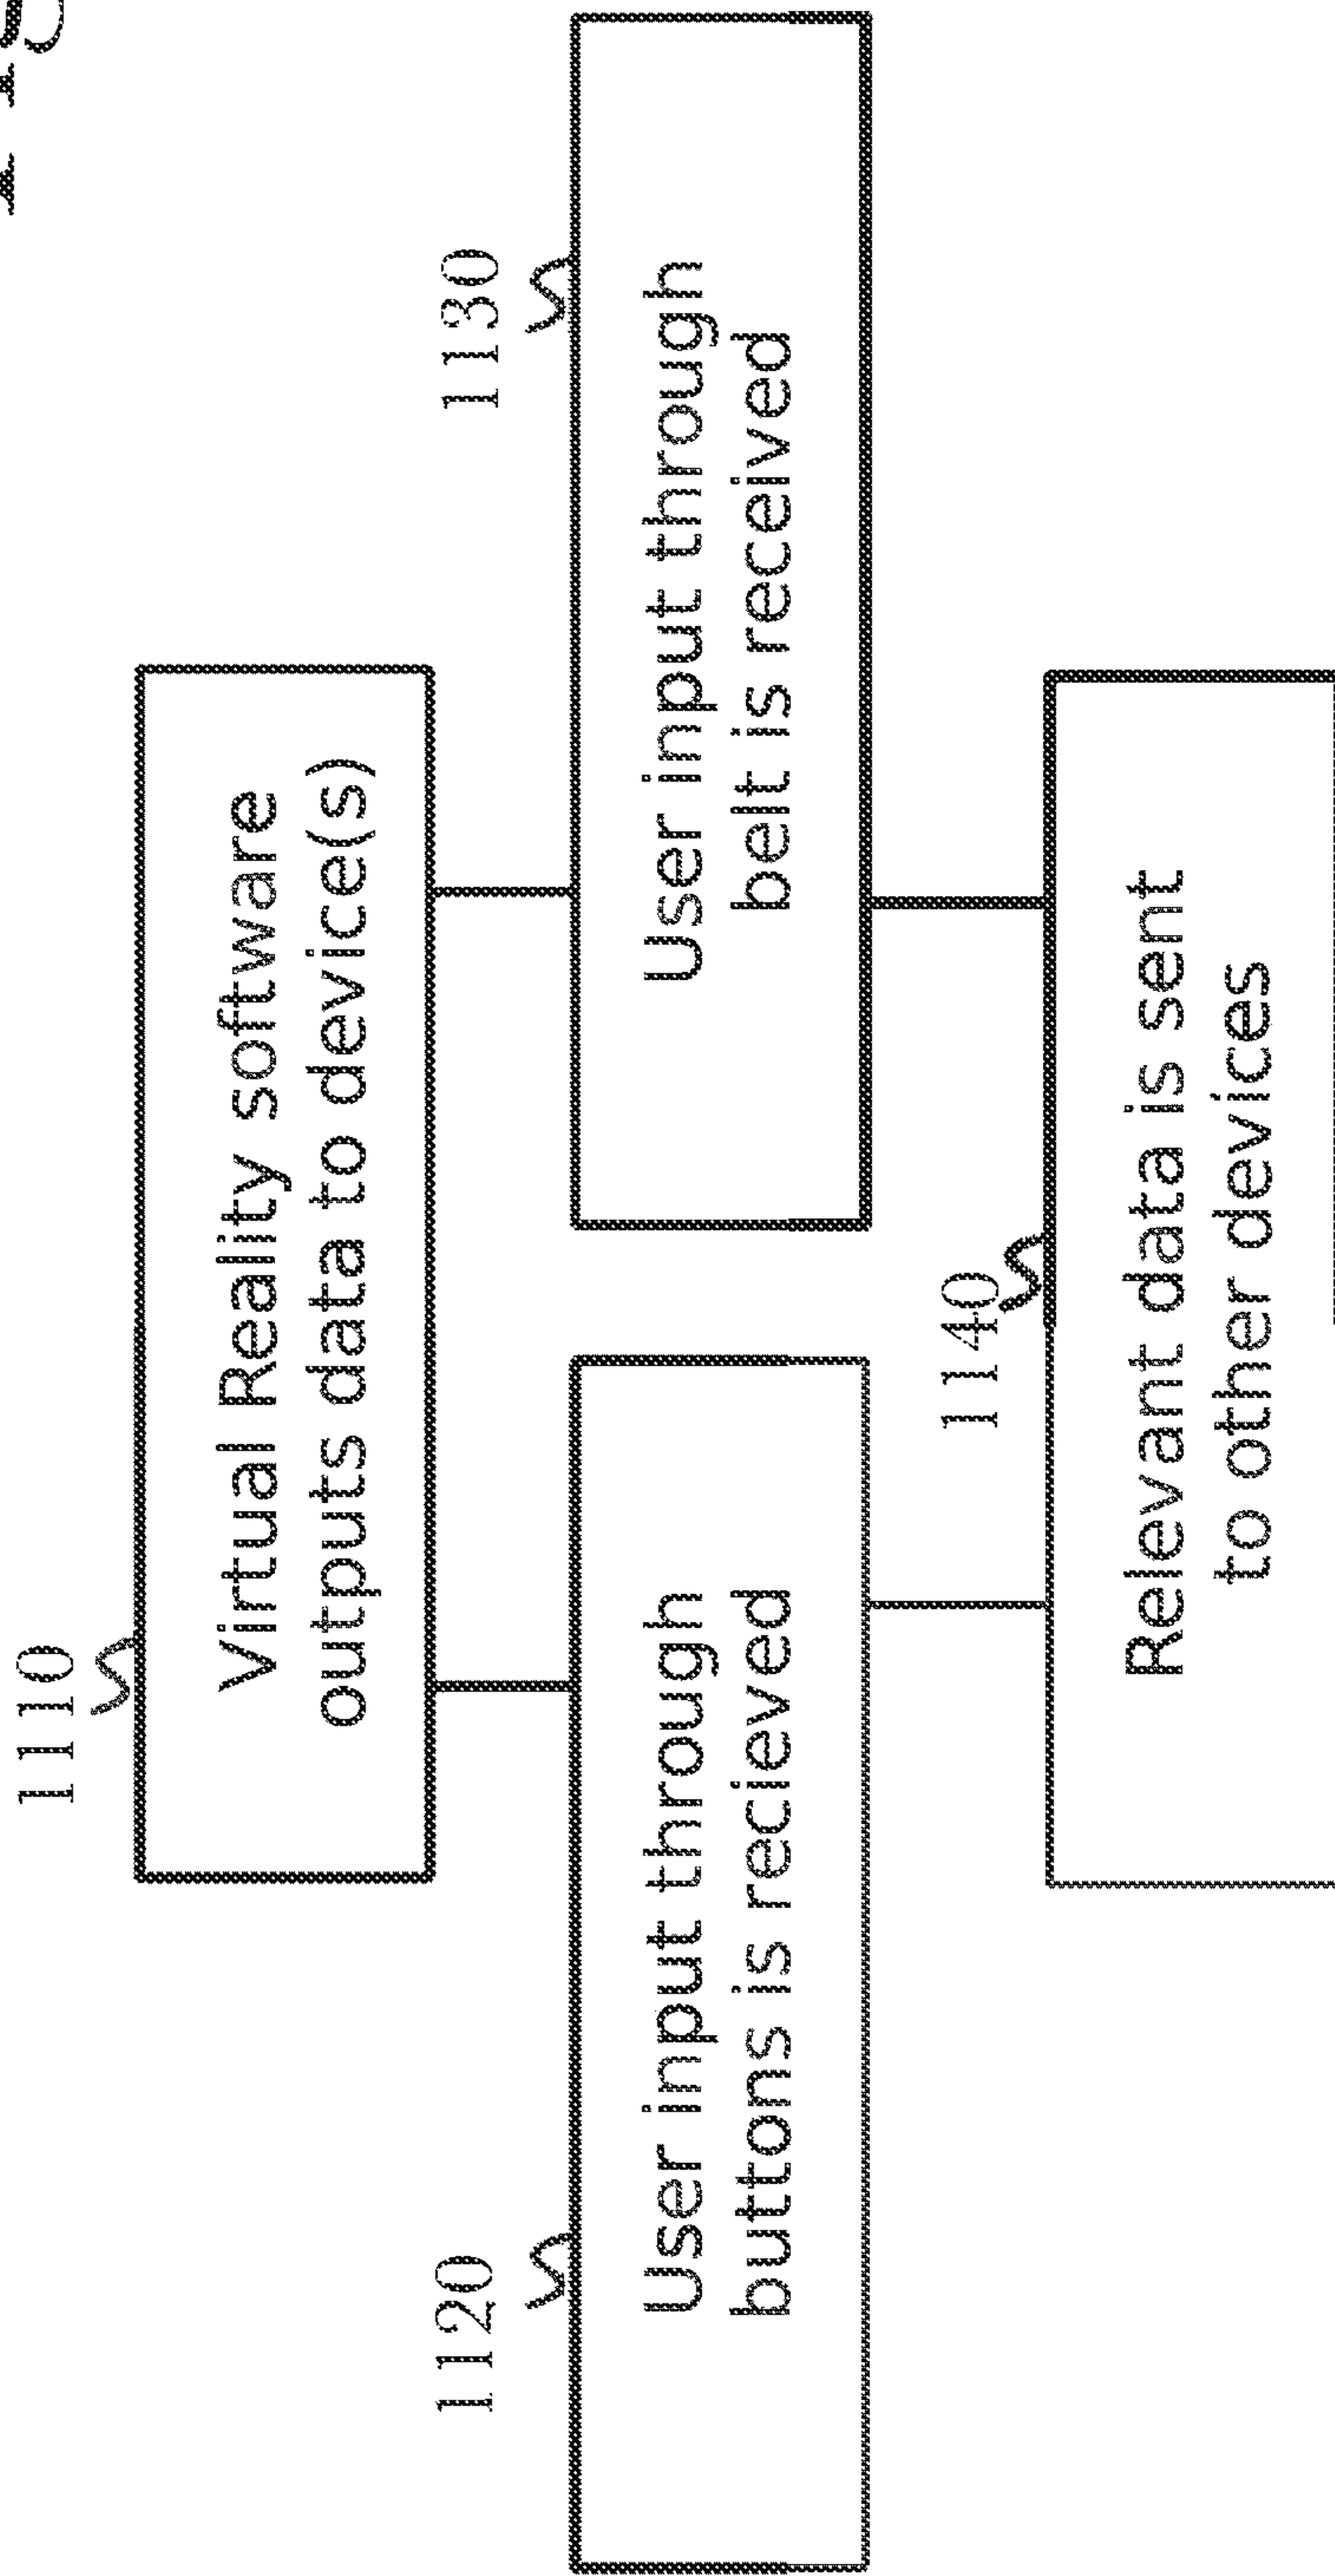 1110
Virtual Reality software
outputs data to device(s)
1120
User input through
buttons is recieved
1130
User input through
belt is received
1140
Relevant data is sent
to other devices